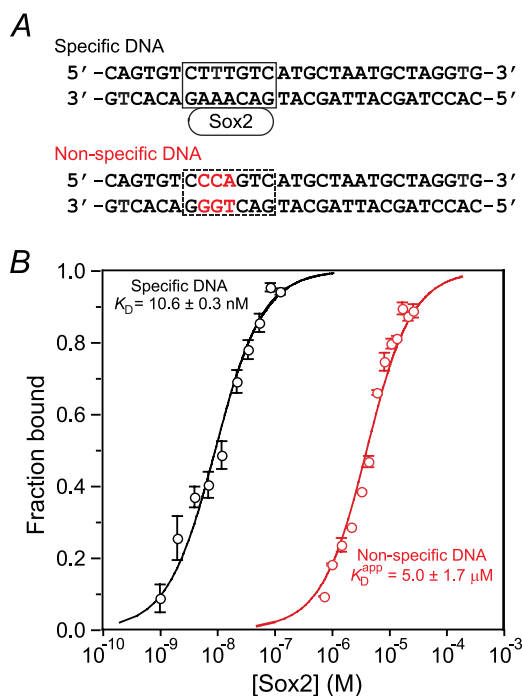 A
Specific DNA
5′ -CAGTGTCTTTGTCATGCTAATGCTAGGTG-3′
3′ -GTCACAGAAACAGTACGATTACGATCCAC-5′
Sox2
Non-specific DNA
5′ -CAGTGTCCCAGTCATGCTAATGCTAGGTG-3′
3′ -GTCACAGGGTCAGTACGATTACGATCCAC-5′
B
Fraction bound
1.0
0.8
0.6
0.4
0.2
0.0
Specific DNA
K_D = 10.6 ± 0.3 nM
Non-specific DNA
K_D^app = 5.0 ± 1.7 μM
10^-10 10^-9 10^-8 10^-7 10^-6 10^-5 10^-4 10^-3
[Sox2] (M)